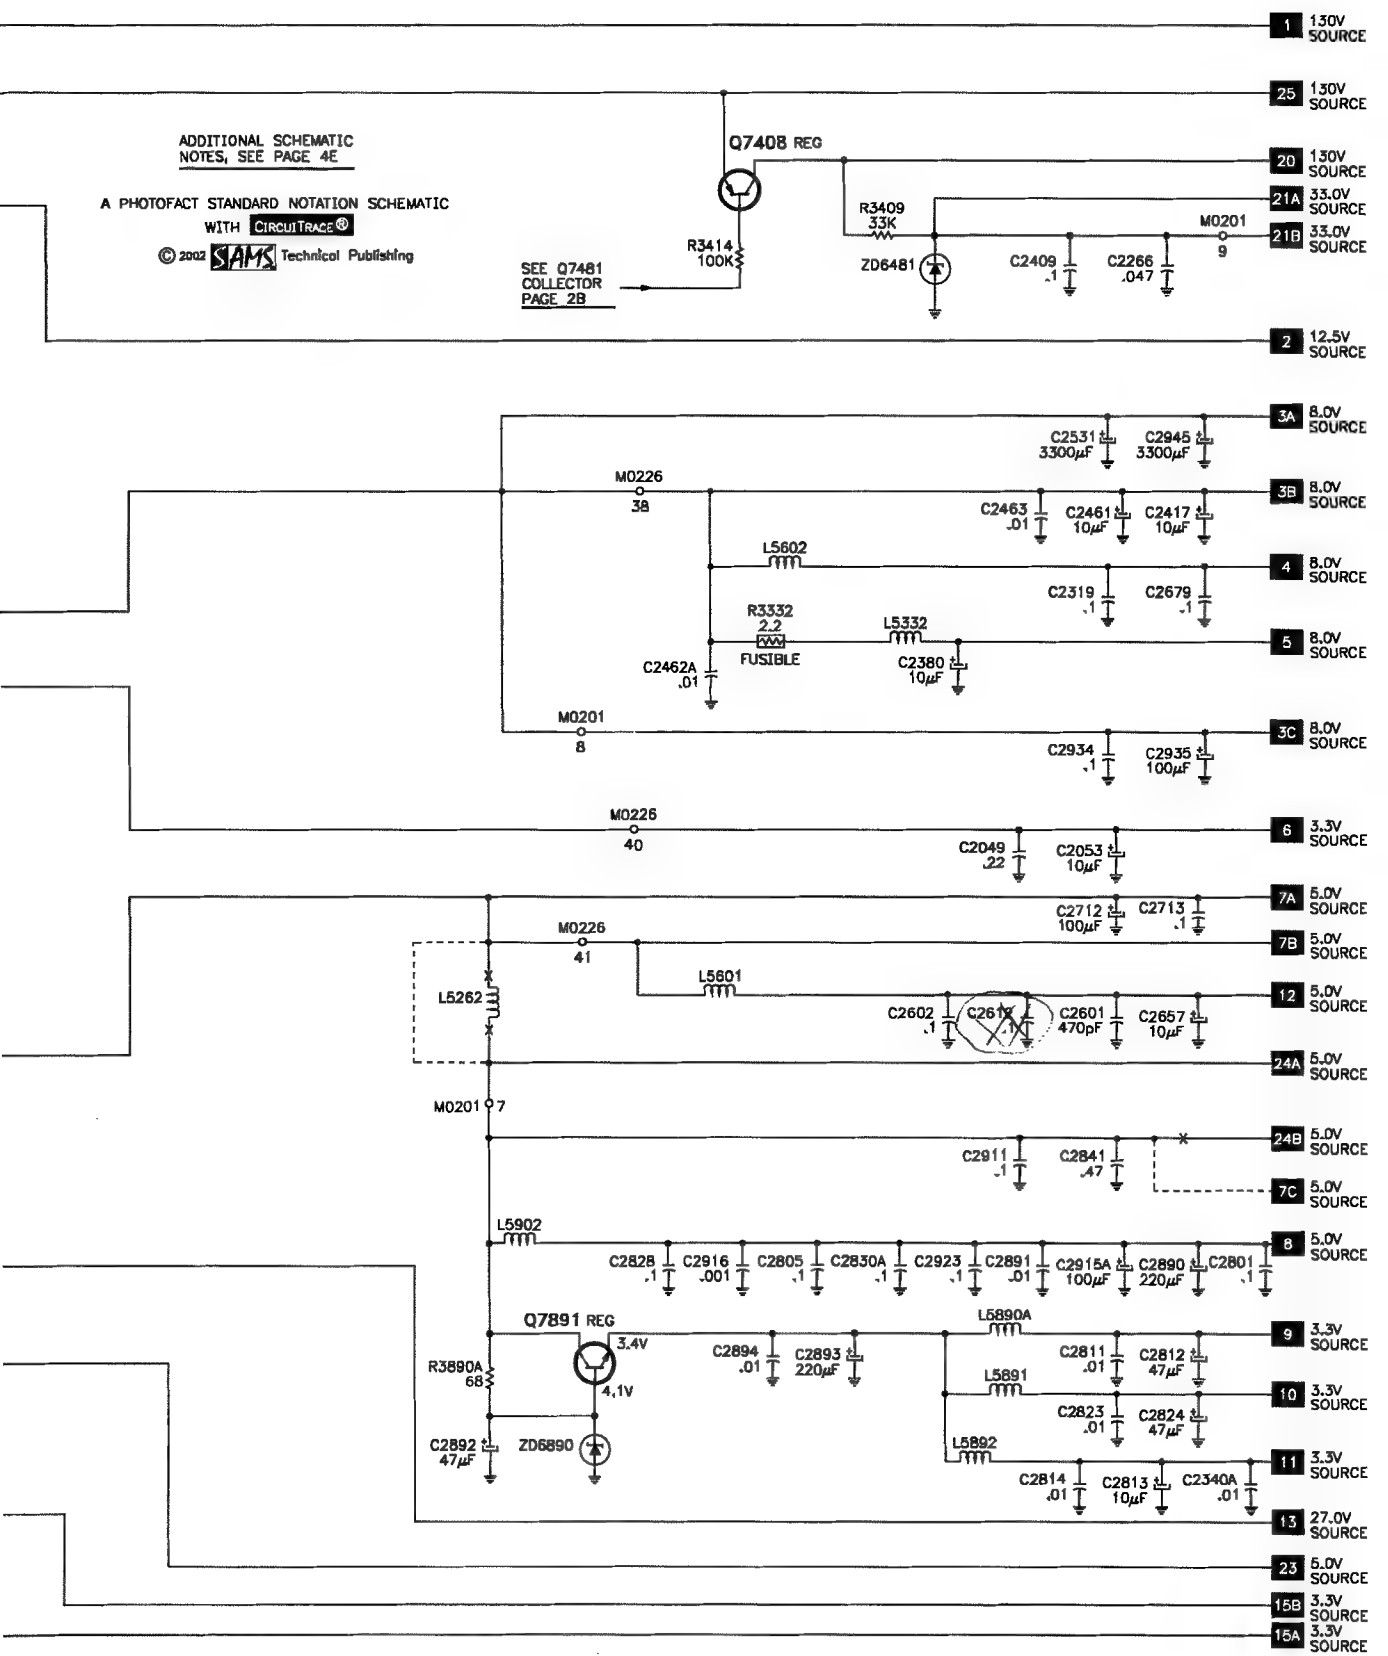 1 130V
SOURCE
25 130V
SOURCE
ADDITIONAL SCHEMATIC
NOTES, SEE PAGE 4E
Q7408 REG
20 130V
SOURCE
A PHOTOFACT STANDARD NOTATION SCHEMATIC
WITH CIRCUITRACE®
© 2002 SAMS Technical Publishing
21A 33.0V
SOURCE
R3409
33K
M0201
9
21B 33.0V
SOURCE
R3414
100K
ZD6481
C2409
.1
C2266
.047
SEE Q7481
COLLECTOR
PAGE 2B
2 12.5V
SOURCE
3A 8.0V
SOURCE
C2531
3300µF
C2945
3300µF
M0226
38
3B 8.0V
SOURCE
C2463
.01
C2461
10µF
C2417
10µF
L5602
4 8.0V
SOURCE
C2319
.1
C2679
.1
R3332
2.2
FUSIBLE
L5332
5 8.0V
SOURCE
C2462A
.01
C2380
10µF
M0201
8
3C 8.0V
SOURCE
C2934
.1
C2935
100µF
M0226
40
6 3.3V
SOURCE
C2049
.22
C2053
10µF
7A 5.0V
SOURCE
C2712
100µF
C2713
.1
M0226
41
7B 5.0V
SOURCE
L5262
L5601
12 5.0V
SOURCE
C2602
.1
.1
C2601
470pF
C2657
10µF
24A 5.0V
SOURCE
M0201 7
24B 5.0V
SOURCE
C2911
.1
C2841
.47
7C 5.0V
SOURCE
L5902
8 5.0V
SOURCE
C2828
.1
C2916
.001
C2805
.1
C2830A
.1
C2923
.1
C2891
.01
C2915A
100µF
C2890
220µF
C2801
.1
Q7891 REG
3.4V
4.1V
L5890A
9 3.3V
SOURCE
R3890A
68
C2894
.01
C2893
220µF
C2811
.01
C2812
47µF
L5891
10 3.3V
SOURCE
C2823
.01
C2824
47µF
C2892
47µF
ZD6890
L5892
11 3.3V
SOURCE
C2814
.01
C2813
10µF
C2340A
.01
13 27.0V
SOURCE
23 5.0V
SOURCE
15B 3.3V
SOURCE
15A 3.3V
SOURCE